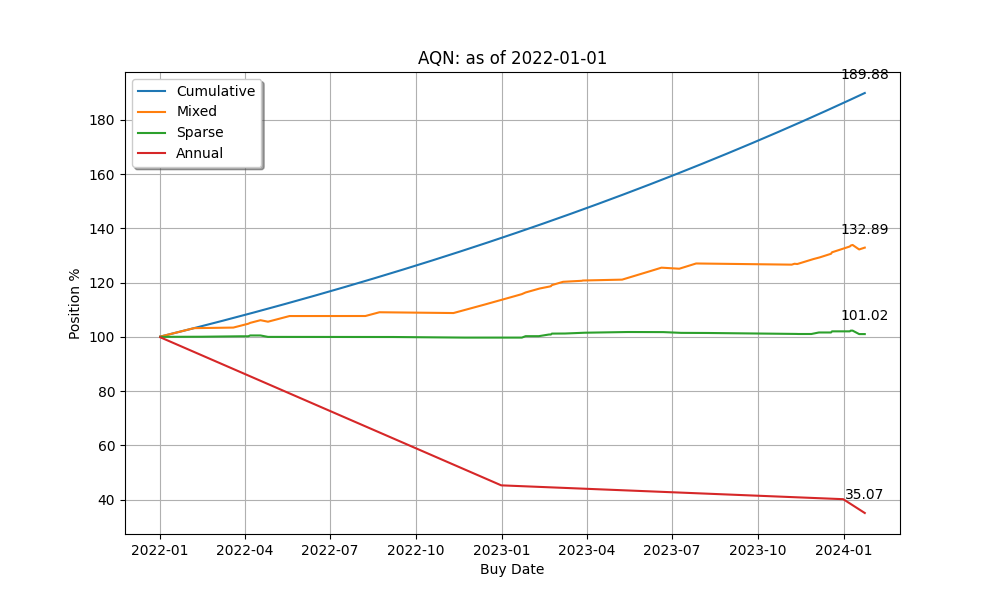 AQN: as of 2022-01-01
189.88
Cumulative
Mixed
Sparse
Annual
180
160
140
132.89
120
101.02
100
80
60
40
35.07
Position %
2022-01 2022-04 2022-07 2022-10 2023-01 2023-04 2023-07 2023-10 2024-01
Buy Date